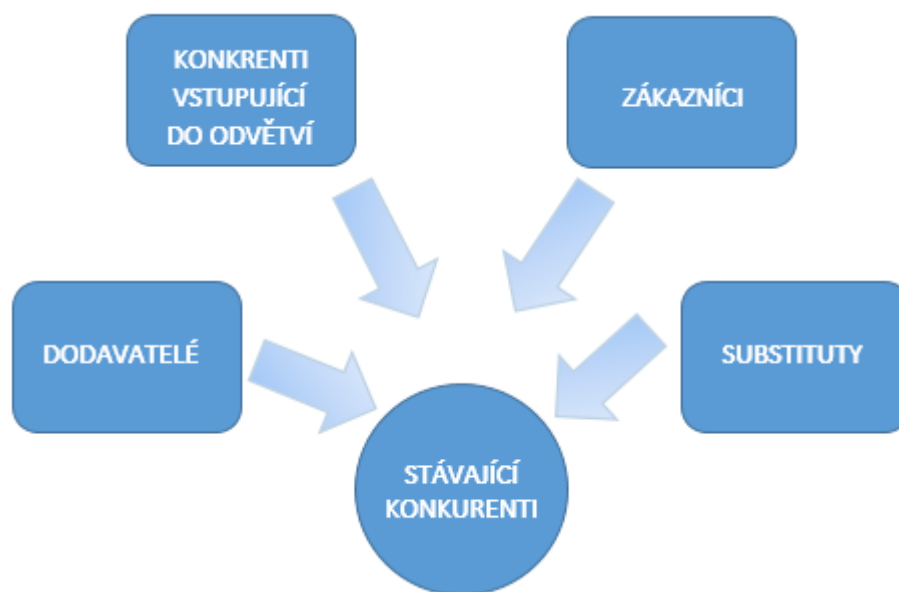 KONKRENTI
VSTUPUJÍCÍ
DO ODVĚTVÍ
ZÁKAZNÍCI
DODAVATELÉ
SUBSTITUTY
STÁVAJÍCÍ
KONKURENTI